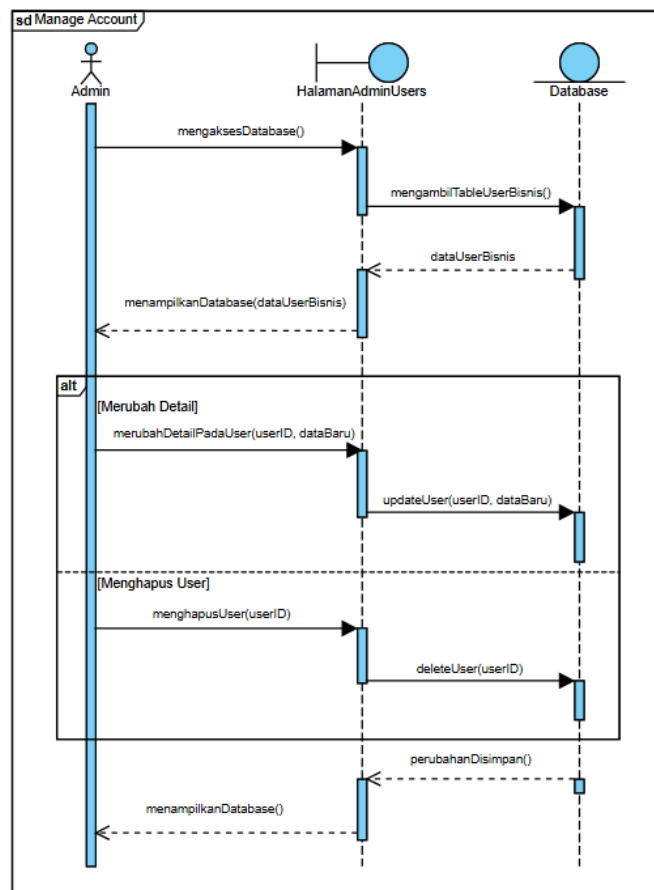 sd Manage Account
Admin
HalamanAdminUsers
Database
mengaksesDatabase()
mengambilTableUserBisnis()
dataUserBisnis
menampilkanDatabase(dataUserBisnis)
alt
[Merubah Detail]
merubahDetailPadaUser(userID, dataBaru)
updateUser(userID, dataBaru)
[Menghapus User]
menghapusUser(userID)
deleteUser(userID)
perubahanDisimpan()
menampilkanDatabase()